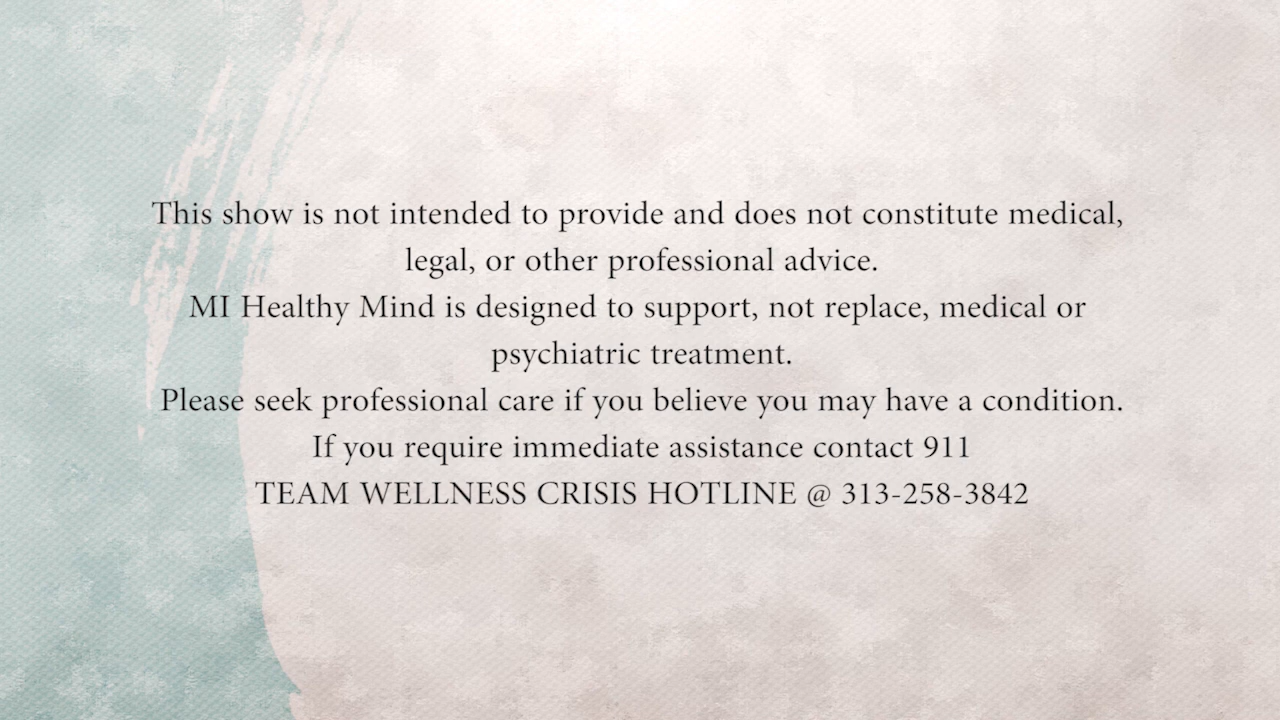 This show is not intended to provide and does not constitute medical,
legal, or other professional advice.
MI Healthy Mind is designed to support, not replace, medical or
psychiatric treatment.
Please seek professional care if you believe you may have a condition.
If you require immediate assistance contact 911
TEAM WELLNESS CRISIS HOTLINE @ 313-258-3842